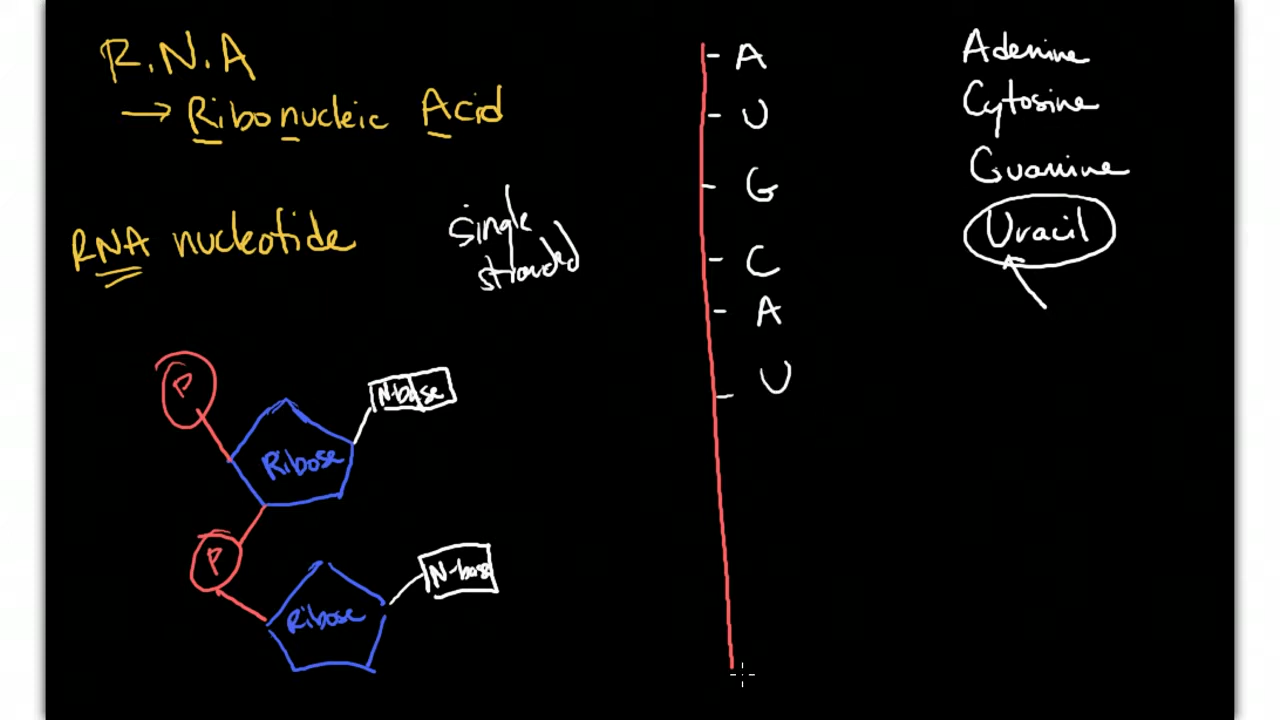 R.N.A
→ Ribonucleic Acid
RNA nucleotide
Single
stranded
P
Ribose
N-base
P
Ribose
N-base
A
U
G
C
A
U
Adenine
Cytosine
Guanine
Uracil